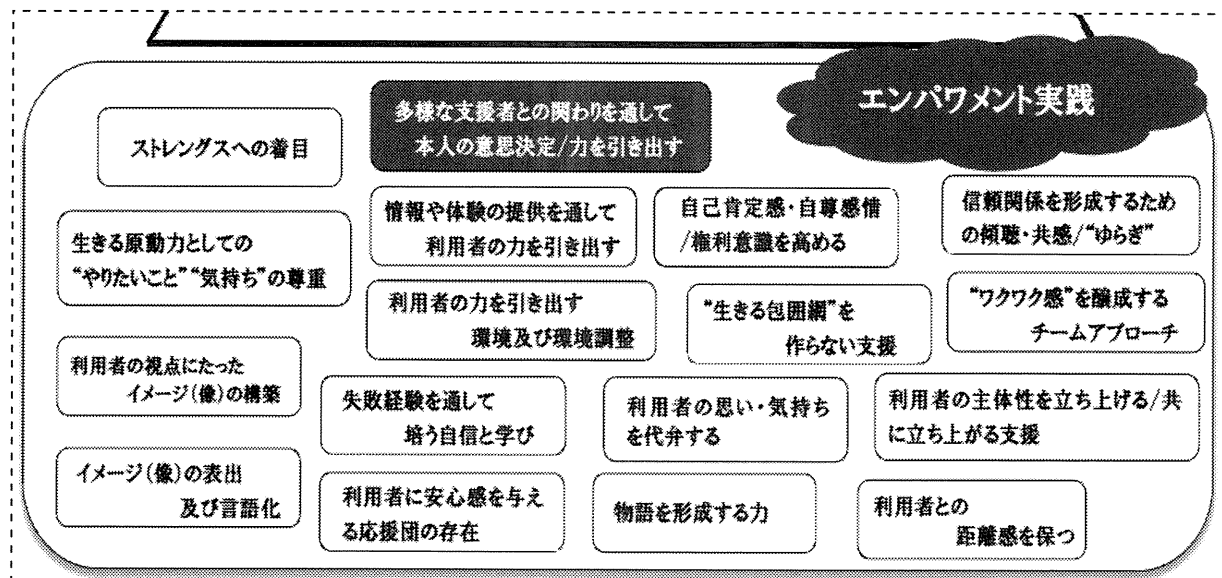 エンパワメント実践
ストレングスへの着目
多様な支援者との関わりを通して
本人の意思決定/力を引き出す
生きる原動力としての
“やりたいこと”“気持ち”の尊重
情報や体験の提供を通して
利用者の力を引き出す
自己肯定感・自尊感情
/権利意識を高める
信頼関係を形成するため
の傾聴・共感/“ゆらぎ”
利用者の力を引き出す
環境及び環境調整
“生きる包囲網”を
作らない支援
“ワクワク感”を醸成する
チームアプローチ
利用者の視点にたった
イメージ(像)の構築
失敗経験を通して
培う自信と学び
利用者の思い・気持ち
を代弁する
利用者の主体性を立ち上げる/共
に立ち上がる支援
イメージ(像)の表出
及び言語化
利用者に安心感を与え
る応援団の存在
物語を形成する力
利用者との
距離感を保つ